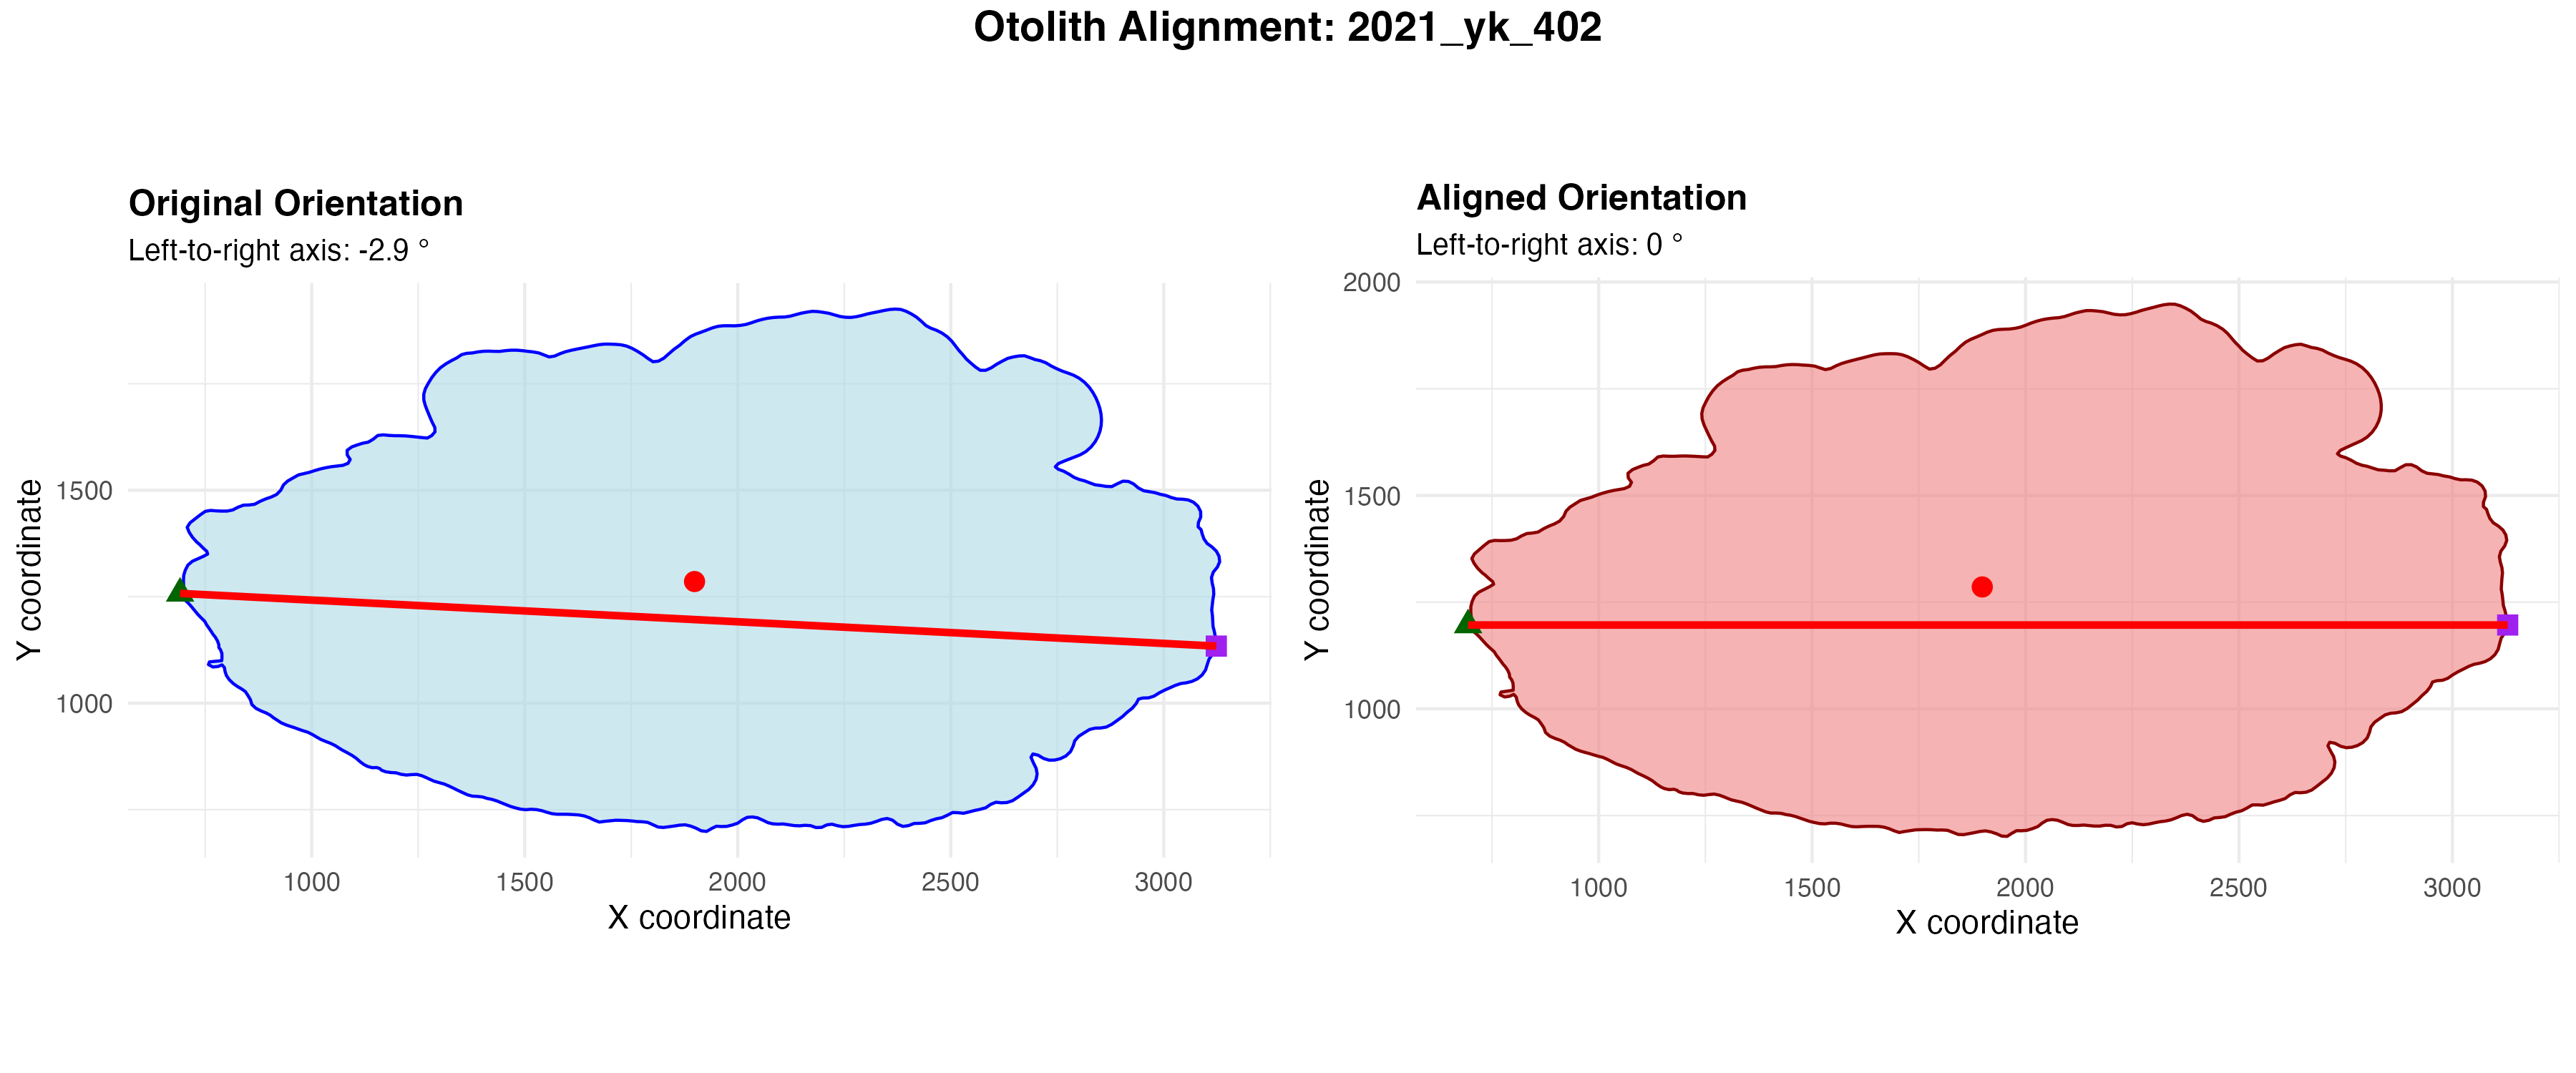 Otolith Alignment: 2021_yk_402
Original Orientation
Left-to-right axis: -2.9 °
Y coordinate
1500
1000
1000 1500 2000 2500 3000
X coordinate
Aligned Orientation
Left-to-right axis: 0 °
Y coordinate
2000
1500
1000
1000 1500 2000 2500 3000
X coordinate